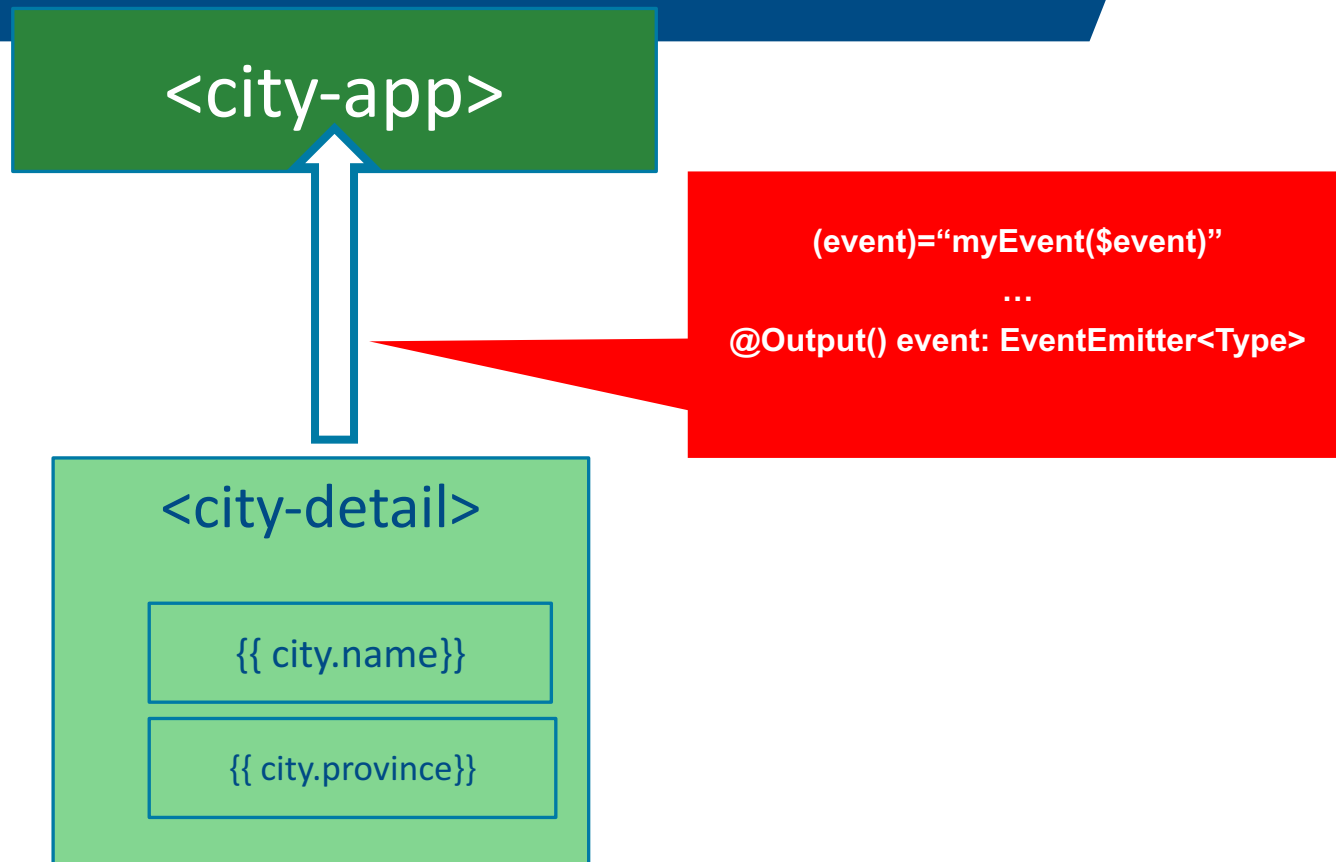 <city-app>
(event)=“myEvent($event)”
…
@Output() event: EventEmitter<Type>
<city-detail>
{{ city.name}}
{{ city.province}}